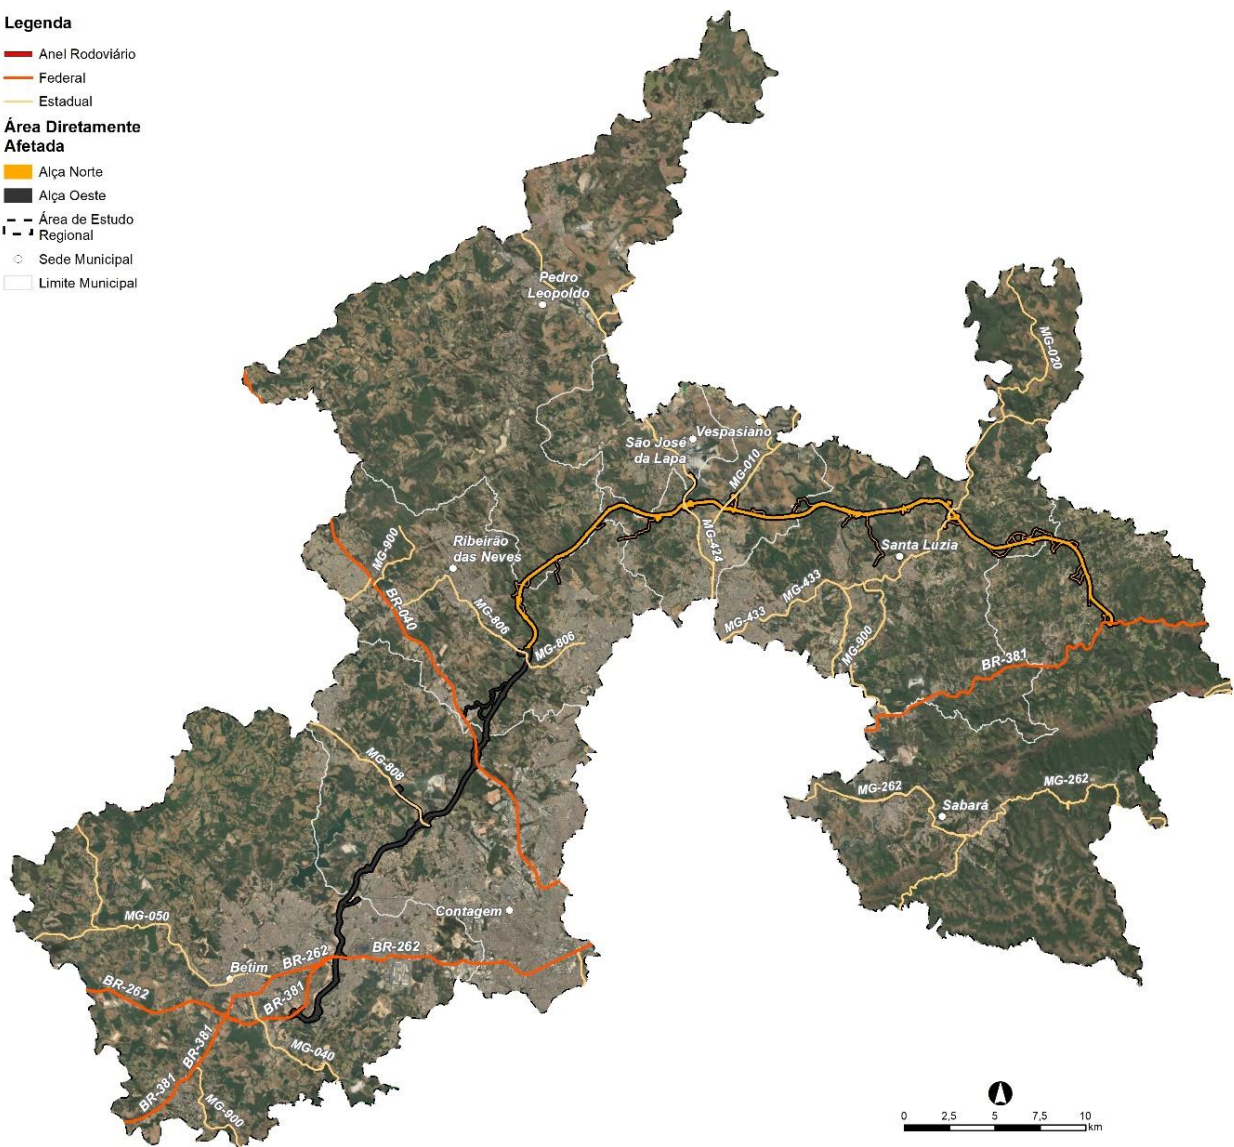 Legenda
Anel Rodoviário
Federal
Estadual
Área Diretamente
Afetada
Alça Norte
Alça Oeste
Área de Estudo
Regional
Sede Municipal
Limite Municipal
Pedro
Leopoldo
MG-020
São José
da Lapa
Vespasiano
MG-010
MG-424
MG-900
Ribeirão
das Neves
Santa Luzia
BR-040
MG-806
MG-806
MG-433
MG-433
MG-900
BR-381
MG-808
MG-262
MG-262
Sabará
Contagem
MG-050
BR-262
BR-262
Betim
BR-262
BR-381
BR-381
MG-040
BR-381
MG-900
0 2,5 5 7,5 10
km